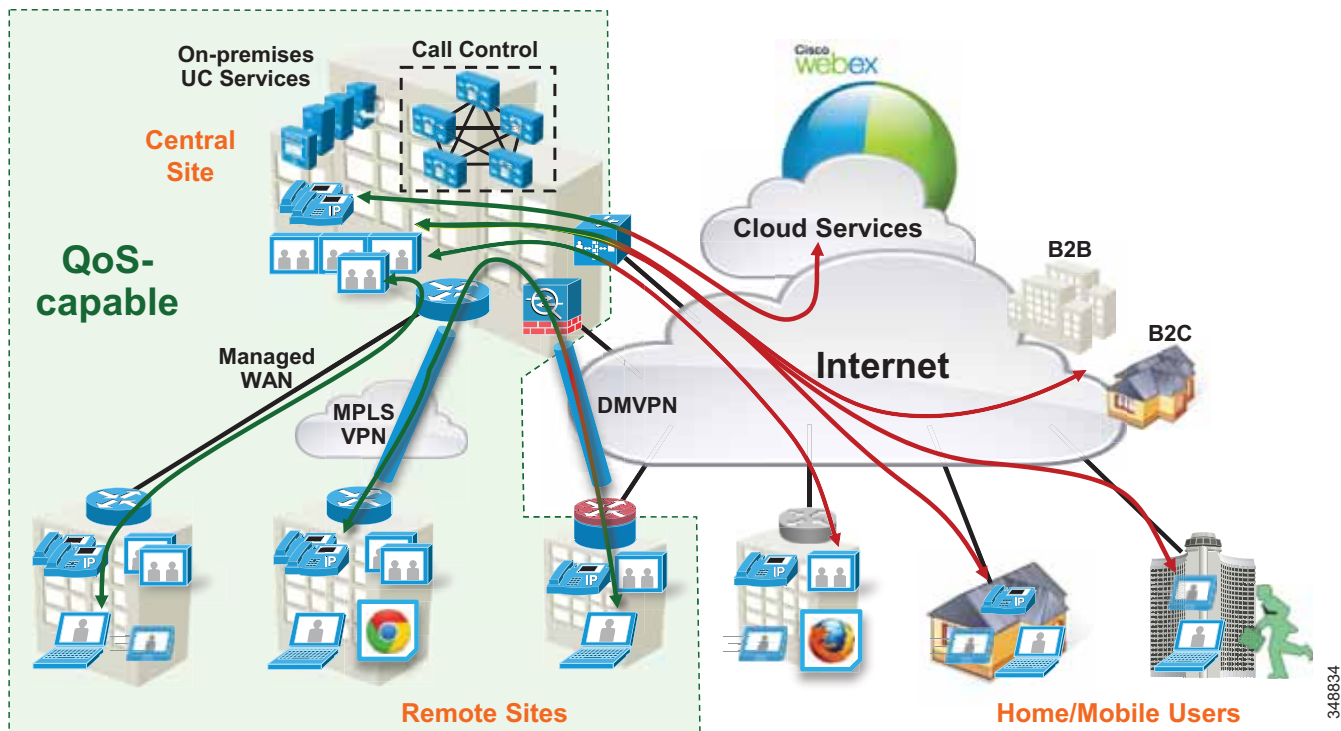 On-premises
UC Services
Call Control
Cisco
webex
Central
Site
IP
Cloud Services
B2B
QoS-
capable
B2C
Internet
Managed
WAN
MPLS
VPN
DMVPN
IP
IP
IP
IP
IP
Remote Sites
Home/Mobile Users
348834